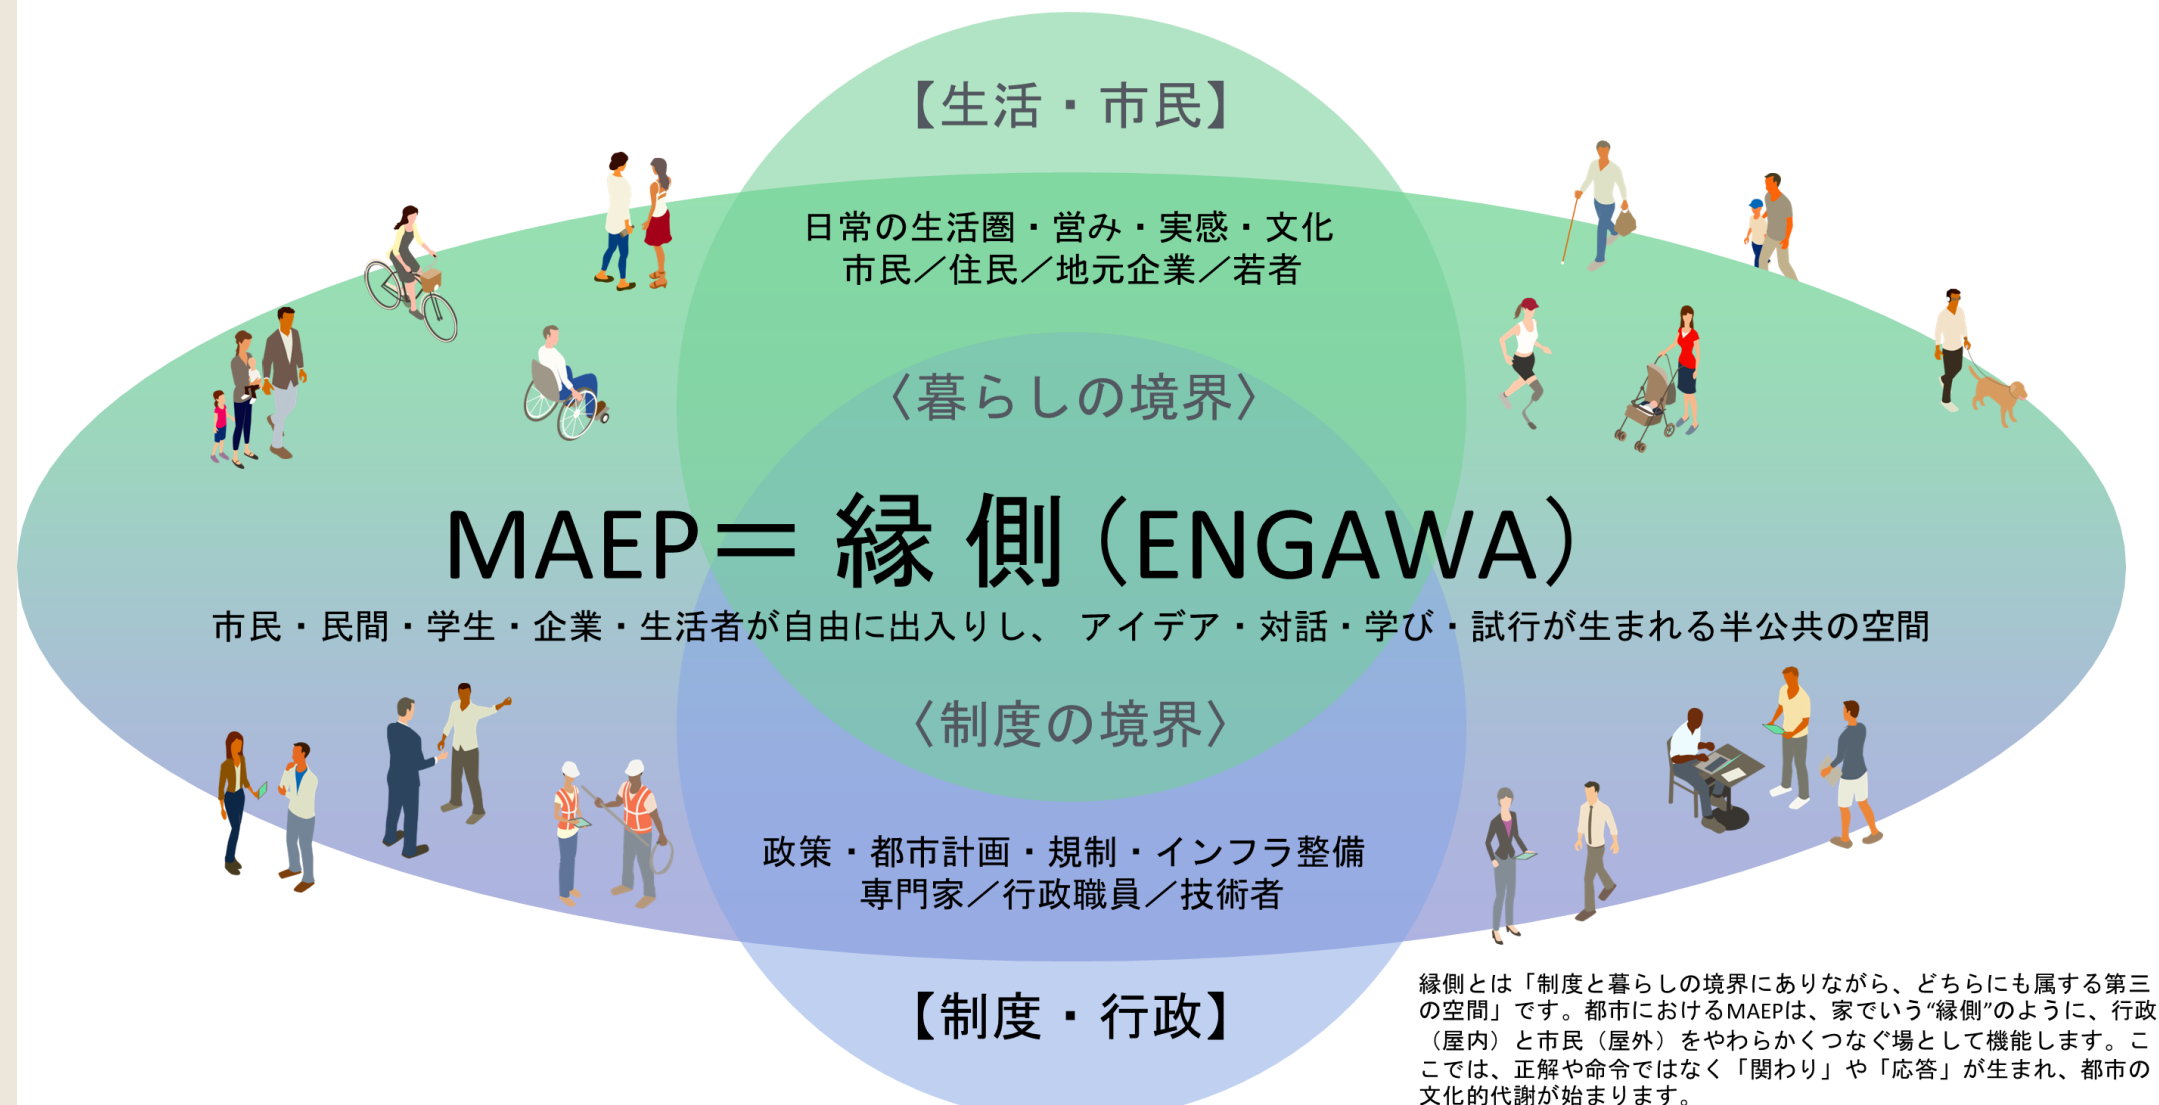 【生活・市民】
日常の生活圏・営み・実感・文化
市民／住民／地元企業／若者
〈暮らしの境界〉
MAEP＝縁側（ENGAWA）
市民・民間・学生・企業・生活者が自由に出入りし、 アイデア・対話・学び・試行が生まれる半公共の空間
〈制度の境界〉
政策・都市計画・規制・インフラ整備
専門家／行政職員／技術者
【制度・行政】
縁側とは「制度と暮らしの境界にありながら、どちらにも属する第三
の空間」です。都市におけるMAEPは、家でいう“縁側”のように、行政
（屋内）と市民（屋外）をやわらかくつなぐ場として機能します。こ
こでは、正解や命令ではなく「関わり」や「応答」が生まれ、都市の
文化的代謝が始まります。